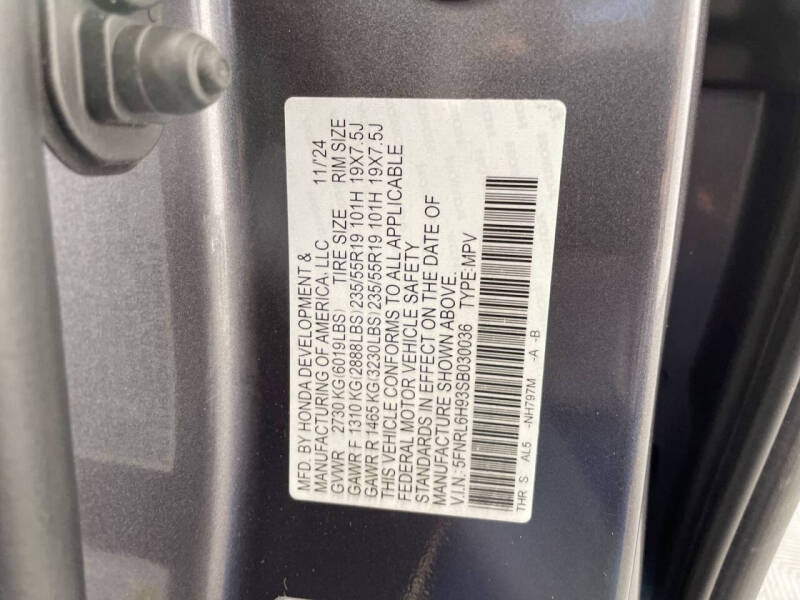 MFD. BY HONDA DEVELOPMENT &
MANUFACTURING OF AMERICA, LLC 11/24
GVWR 2730 KG(6019LBS) TIRE SIZE RIM SIZE
GAWR F 1310 KG(2888LBS)235/55R19 101H 19X7.5J
GAWR R 1465 KG(3230LBS)235/55R19 101H 19X7.5J
THIS VEHICLE CONFORMS TO ALL APPLICABLE
FEDERAL MOTOR VEHICLE SAFETY
STANDARDS IN EFFECT ON THE DATE OF
MANUFACTURE SHOWN ABOVE.
V.I.N.:5FNRL6H93SB030036 TYPE:MPV
THR S AL5 -NH797M -A -B